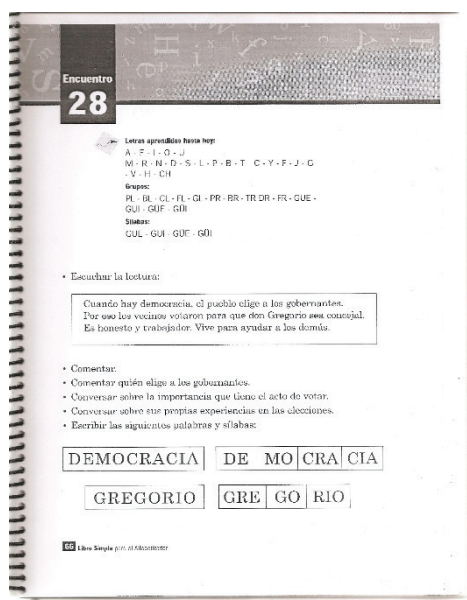 Encuentro
28
Letras aprendidas hasta hoy:
A - E - I - O - U
M - R - N - D - S - L - P - B - T C - Y - F - J - G
- V - H - CH
Grupos:
PL - BL - CL - FL - GL - PR - BR - TR DR - FR - GUE -
GUI - GÜE - GÜI
Sílabas:
GUE - GUI - GÜE - GÜI
• Escuchar la lectura:
Cuando hay democracia, el pueblo elige a los gobernantes.
Por eso los vecinos votaron para que don Gregorio sea concejal.
Es honesto y trabajador. Vive para ayudar a los demás.
• Comentar.
• Comentar quién elige a los gobernantes.
• Conversar sobre la importancia que tiene el acto de votar.
• Conversar sobre sus propias experiencias en las elecciones.
• Escribir las siguientes palabras y sílabas:
DEMOCRACIA DE MO CRA CIA
GREGORIO GRE GO RIO
66 Libro Simple para el Alfabetizador